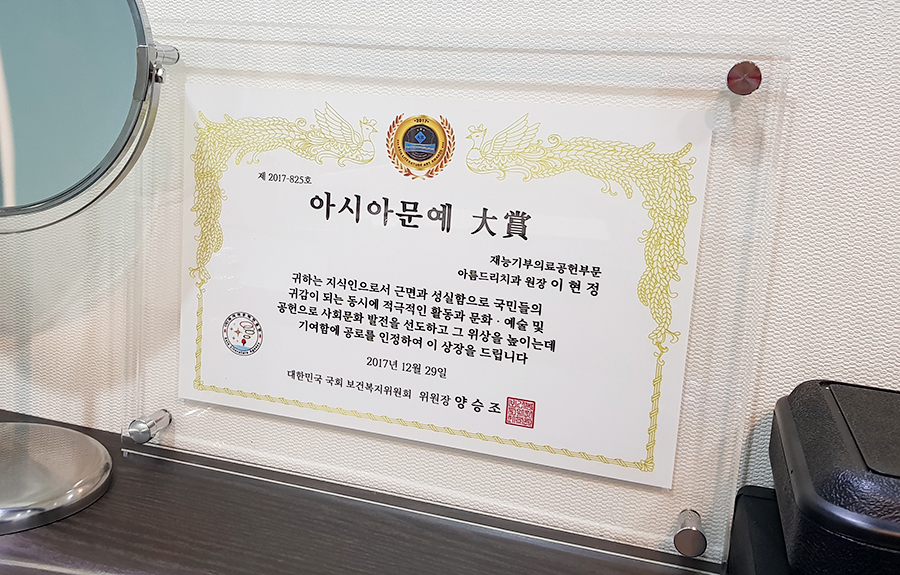 ·2017·
제 2017-825호
아시아문예 大賞
재능기부의료공헌부문
아름드리치과 원장 이 현 정
귀하는 지식인으로서 근면과 성실함으로 국민들의
귀감이 되는 동시에 적극적인 활동과 문화 · 예술 및
공헌으로 사회문화 발전을 선도하고 그 위상을 높이는데
기여함에 공로를 인정하여 이 상장을 드립니다
2017년 12월 29일
대한민국 국회 보건복지위원회 위원장 양 승 조